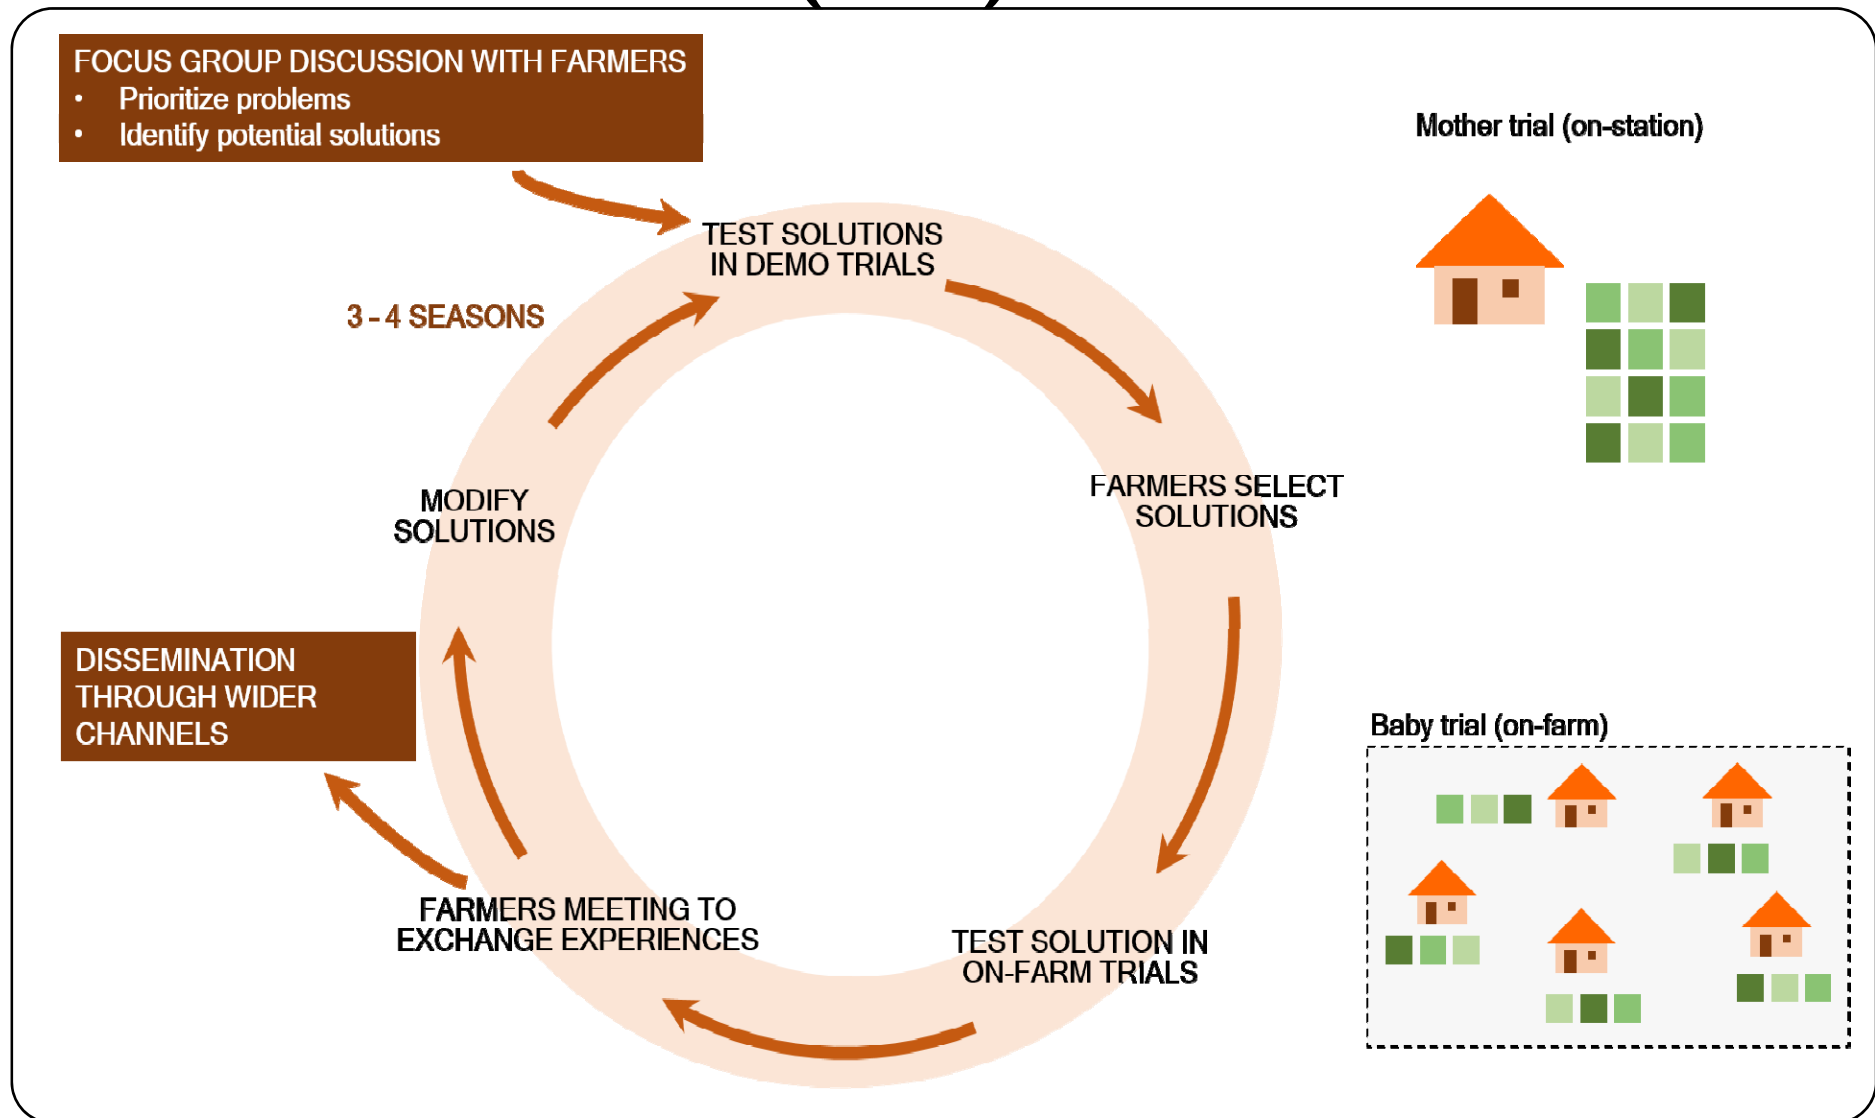 FOCUS GROUP DISCUSSION WITH FARMERS
• Prioritize problems
• Identify potential solutions
Mother trial (on-station)
TEST SOLUTIONS
IN DEMO TRIALS
3 - 4 SEASONS
FARMERS SELECT
SOLUTIONS
MODIFY
SOLUTIONS
DISSEMINATION
THROUGH WIDER
CHANNELS
Baby trial (on-farm)
FARMERS MEETING TO
EXCHANGE EXPERIENCES
TEST SOLUTION IN
ON-FARM TRIALS